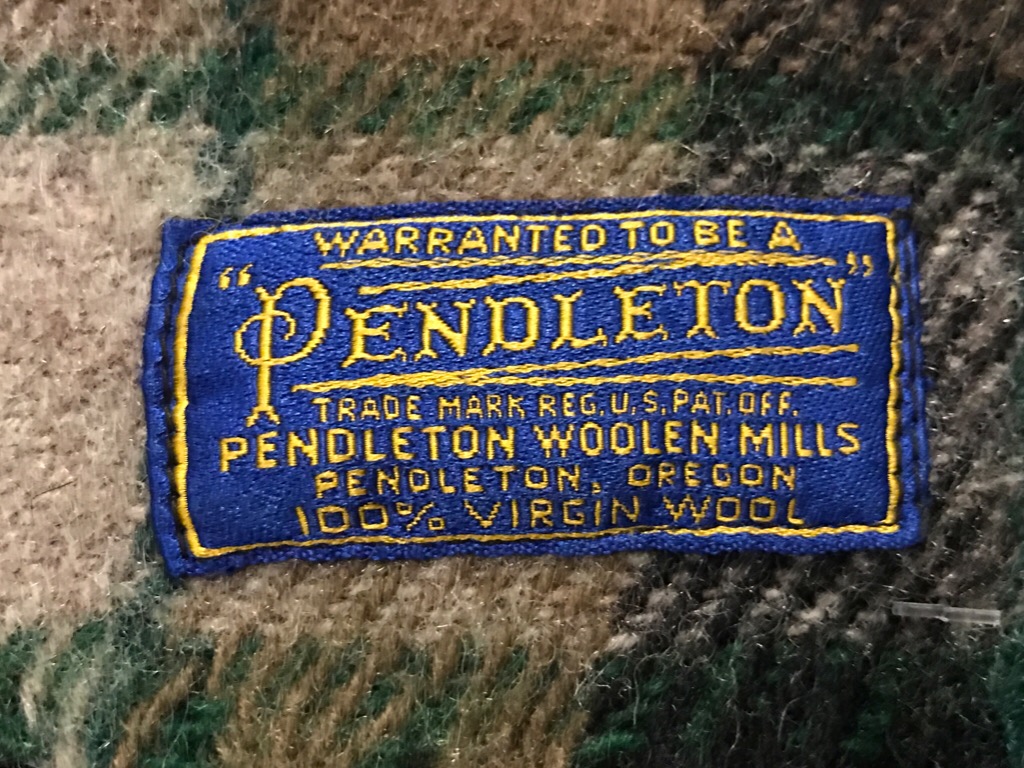 WARRANTED TO BE A
“PENDLETON”
TRADE MARK REG. U.S. PAT. OFF.
PENDLETON WOOLEN MILLS
PENDLETON, OREGON
100% VIRGIN WOOL